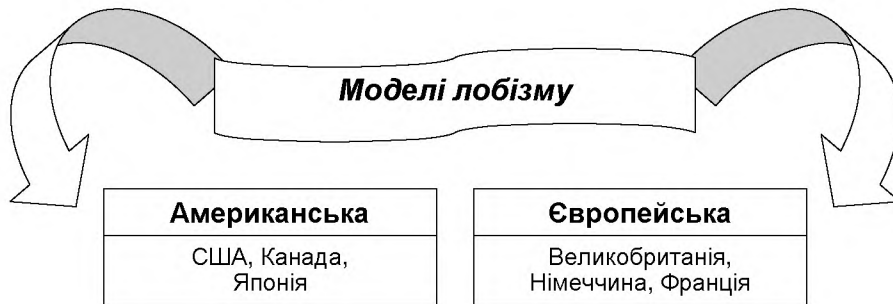 Моделі лобізму
Американська
США, Канада,
Японія
Європейська
Великобританія,
Німеччина, Франція